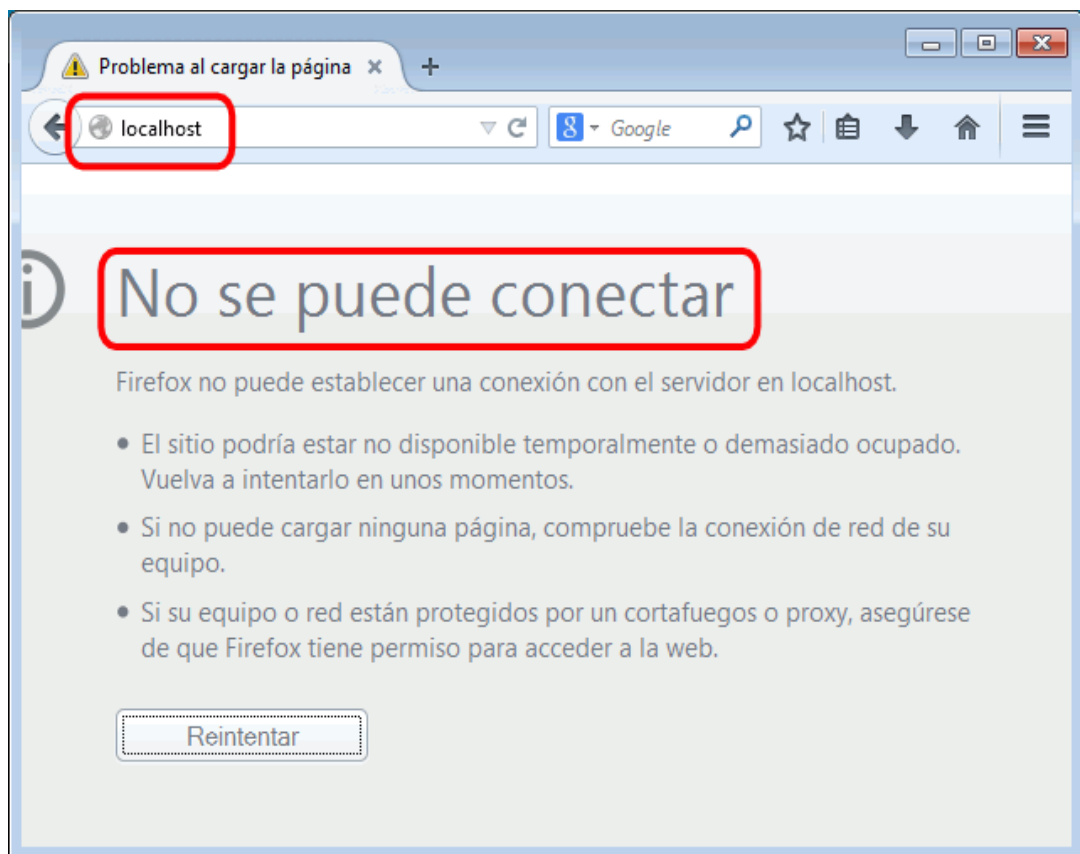 Problema al cargar la página
localhost
Google
No se puede conectar
Firefox no puede establecer una conexión con el servidor en localhost.
El sitio podría estar no disponible temporalmente o demasiado ocupado.
Vuelva a intentarlo en unos momentos.
Si no puede cargar ninguna página, compruebe la conexión de red de su
equipo.
Si su equipo o red están protegidos por un cortafuegos o proxy, asegúrese
de que Firefox tiene permiso para acceder a la web.
Reintentar